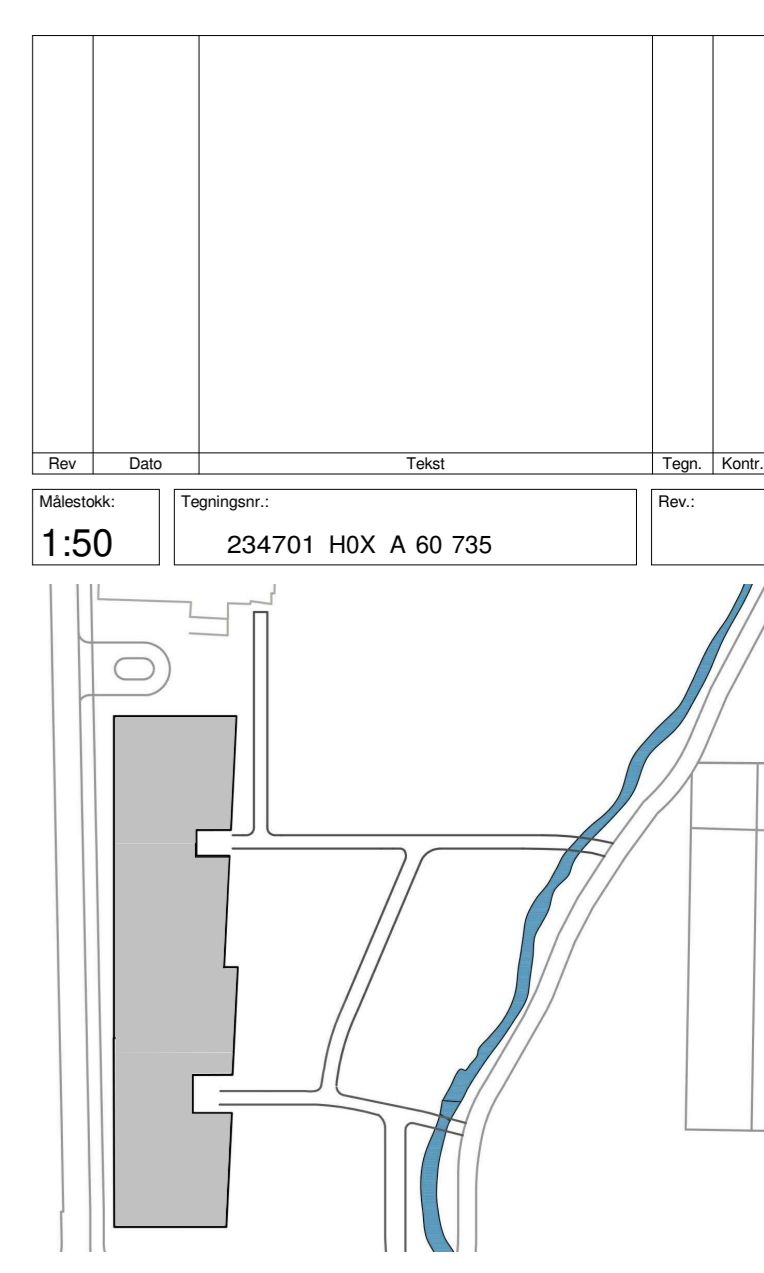 Rev Dato Tekst Tegn. Kontr.
Målestokk: Tegningsnr.: Rev.:
1:50 234701 H0X A 60 735